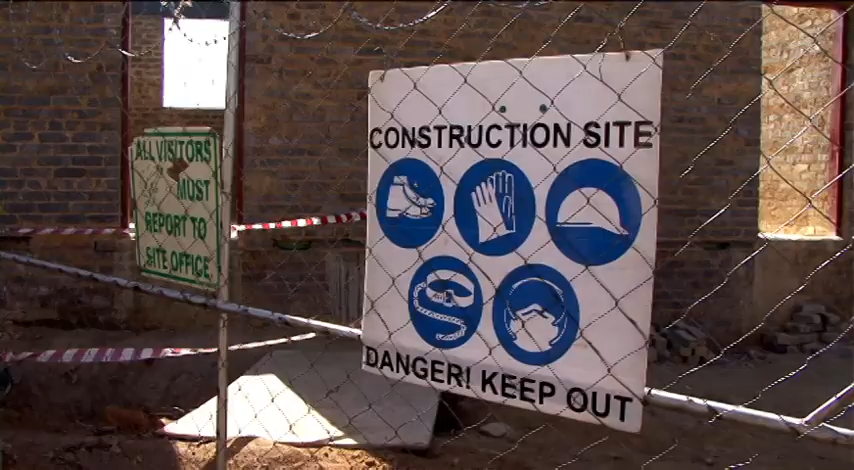 ALL VISITORS
MUST
REPORT TO
SITE OFFICE.
CONSTRUCTION SITE
DANGER! KEEP OUT